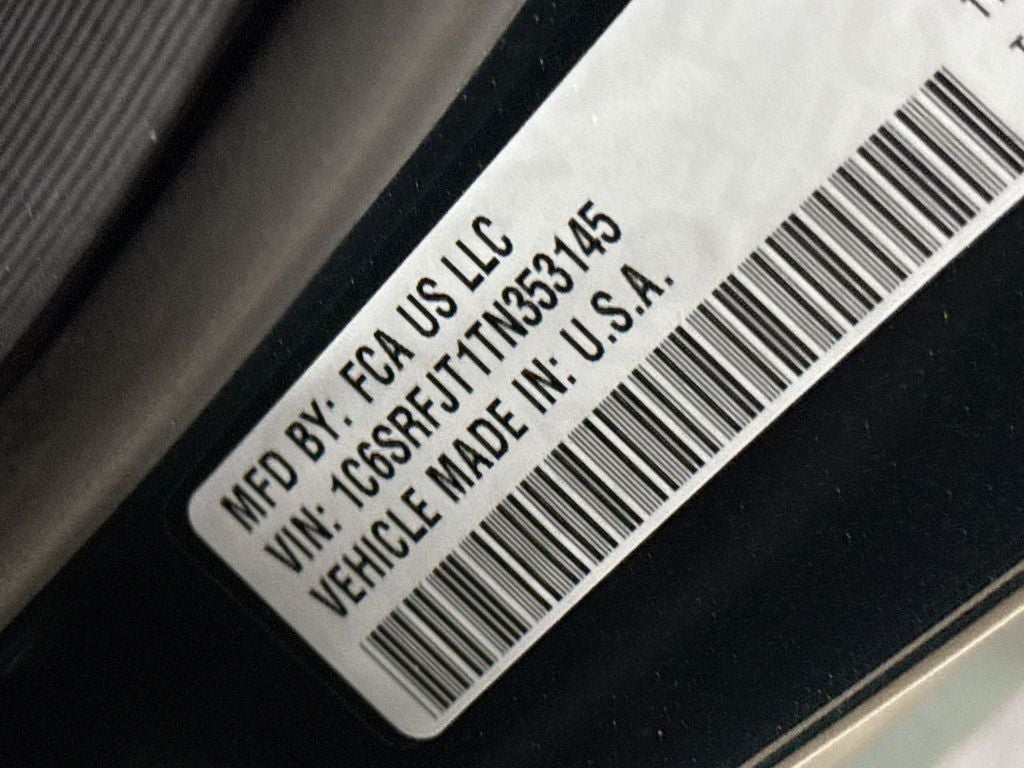 MFD BY: FCA US LLC
VIN: 1C6SRFJT1TN353145
VEHICLE MADE IN: U.S.A.